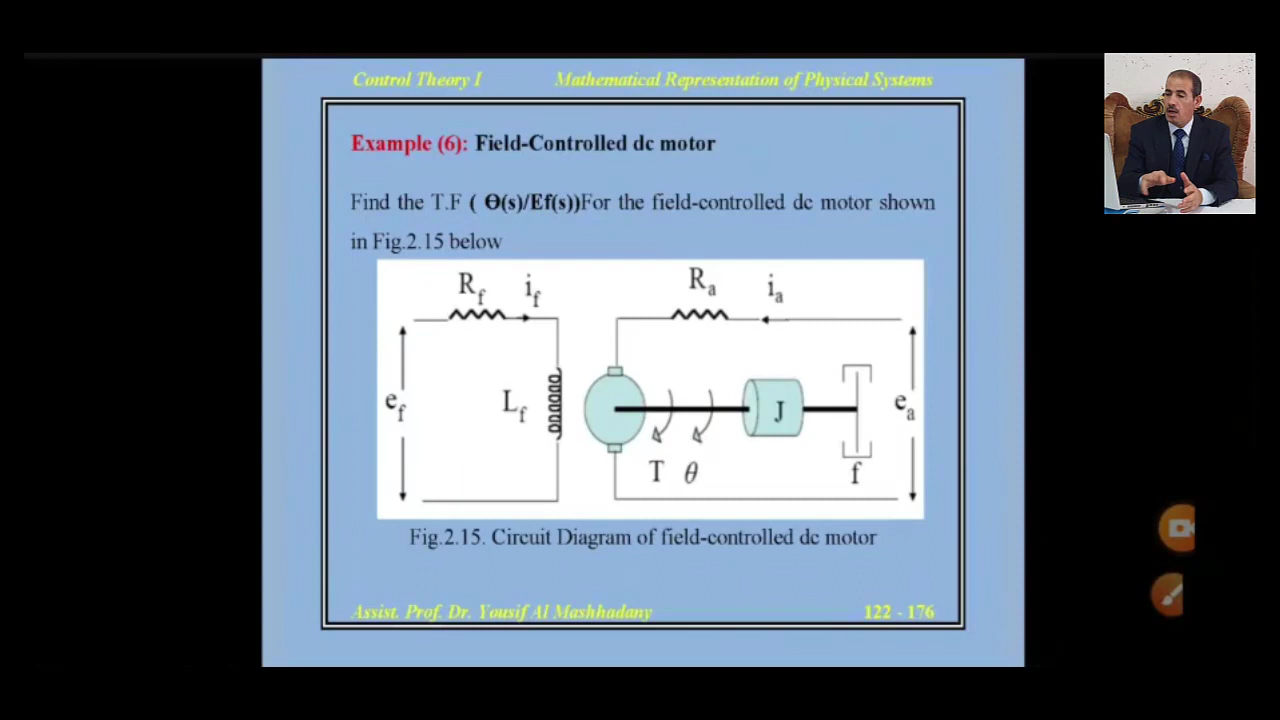 Control Theory I Mathematical Representation of Physical Systems
Example (6): Field-Controlled dc motor
Find the T.F ( Ɵ(s)/Ef(s))For the field-controlled dc motor shown
in Fig.2.15 below
R_f i_f R_a i_a
e_f L_f J e_a
T θ f
Fig.2.15. Circuit Diagram of field-controlled dc motor
Assist. Prof. Dr. Yousif Al Mashhadany 122 - 176